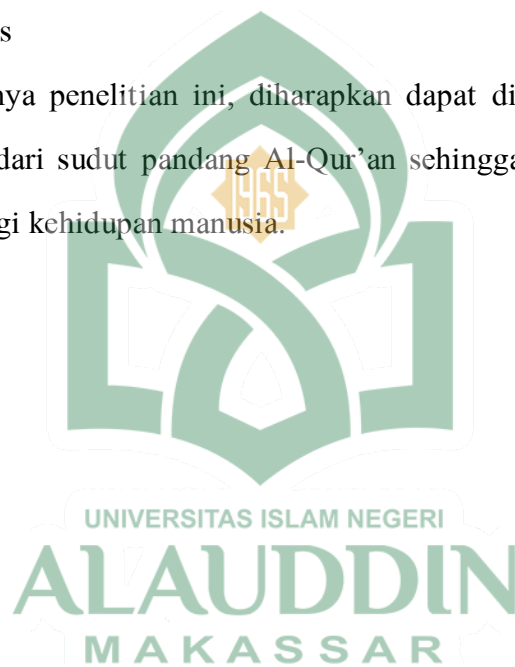 s
nya penelitian ini, diharapkan dapat di
dari sudut pandang Al-Qur’an sehingga
gi kehidupan manusia.
1965
UNIVERSITAS ISLAM NEGERI
ALAUDDIN
MAKASSAR